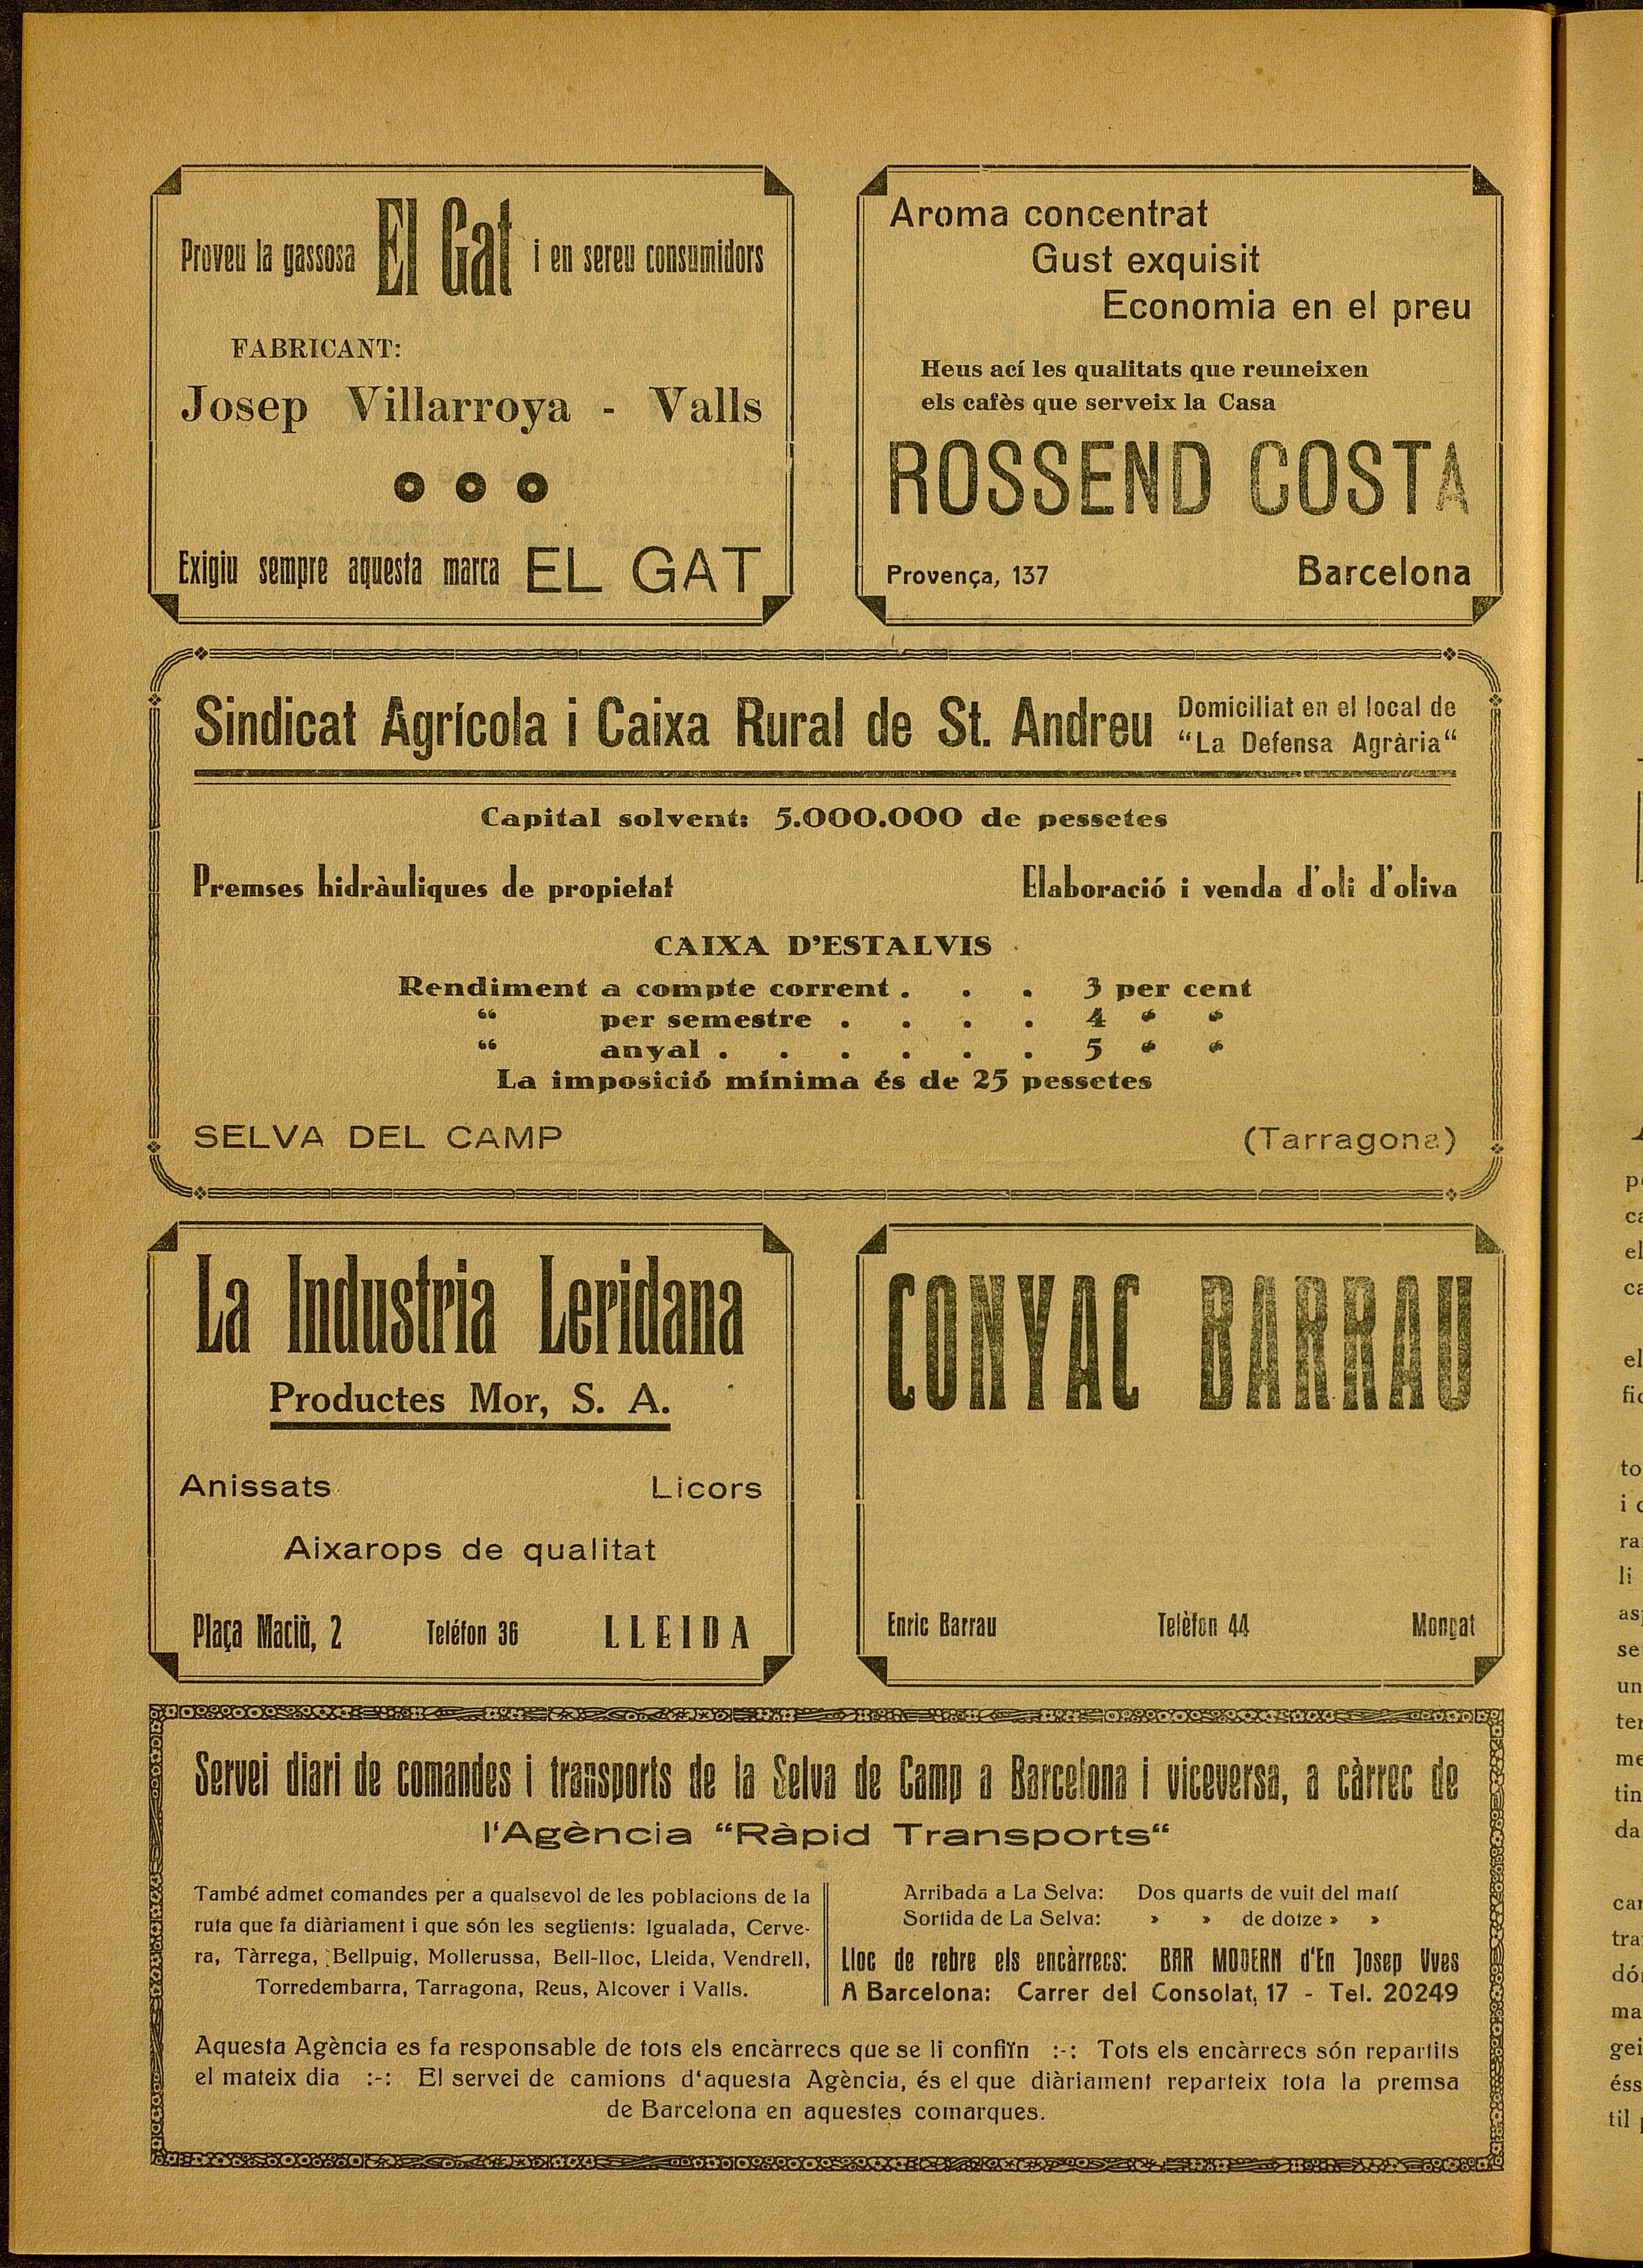 Proveu la gassosa El Gat i en sereu consumidors
FABRICANT:
Josep Villarroya - Valls
Exigiu sempre aquesta marca EL GAT
Aroma concentrat
Gust exquisit
Economia en el preu
Heus ací les qualitats que reuneixen
els cafès que serveix la Casa
ROSSEND COSTA
Provença, 137 Barcelona
Sindicat Agrícola i Caixa Rural de St. Andreu
Domiciliat en el local de
“La Defensa Agrària“
Capital solvent: 5.000.000 de pessetes
Premses hidràuliques de propietat Elaboració i venda d'oli d'oliva
CAIXA D'ESTALVIS
Rendiment a compte corrent . . . 3 per cent
“ per semestre . . . . 4 “ “
“ anyal . . . . . . 5 “ “
La imposició mínima és de 25 pessetes
SELVA DEL CAMP (Tarragona)
La Industria Leridana
Productes Mor, S. A.
Anissats Licors
Aixarops de qualitat
Plaça Macià, 2 Teléfon 36 LLEIDA
CONYAC BARRAU
Enric Barrau Telèfon 44 Mongat
Servei diari de comandes i transports de la Selva de Camp a Barcelona i viceversa, a càrrec de
l'Agència “Ràpid Transports“
També admet comandes per a qualsevol de les poblacions de la
ruta que fa diàriament i que són les següents: Igualada, Cerve-
ra, Tàrrega, Bellpuig, Mollerussa, Bell-lloc, Lleida, Vendrell,
Torredembarra, Tarragona, Reus, Alcover i Valls.
Arribada a La Selva: Dos quarts de vuit del matí
Sortida de La Selva: » » de dotze » »
Lloc de rebre els encàrrecs: BAR MODERN d'En Josep Vves
A Barcelona: Carrer del Consolat, 17 - Tel. 20249
Aquesta Agència es fa responsable de tots els encàrrecs que se li confiïn :-: Tots els encàrrecs són repartits
el mateix dia :-: El servei de camions d'aquesta Agència, és el que diàriament reparteix tota la premsa
de Barcelona en aquestes comarques.